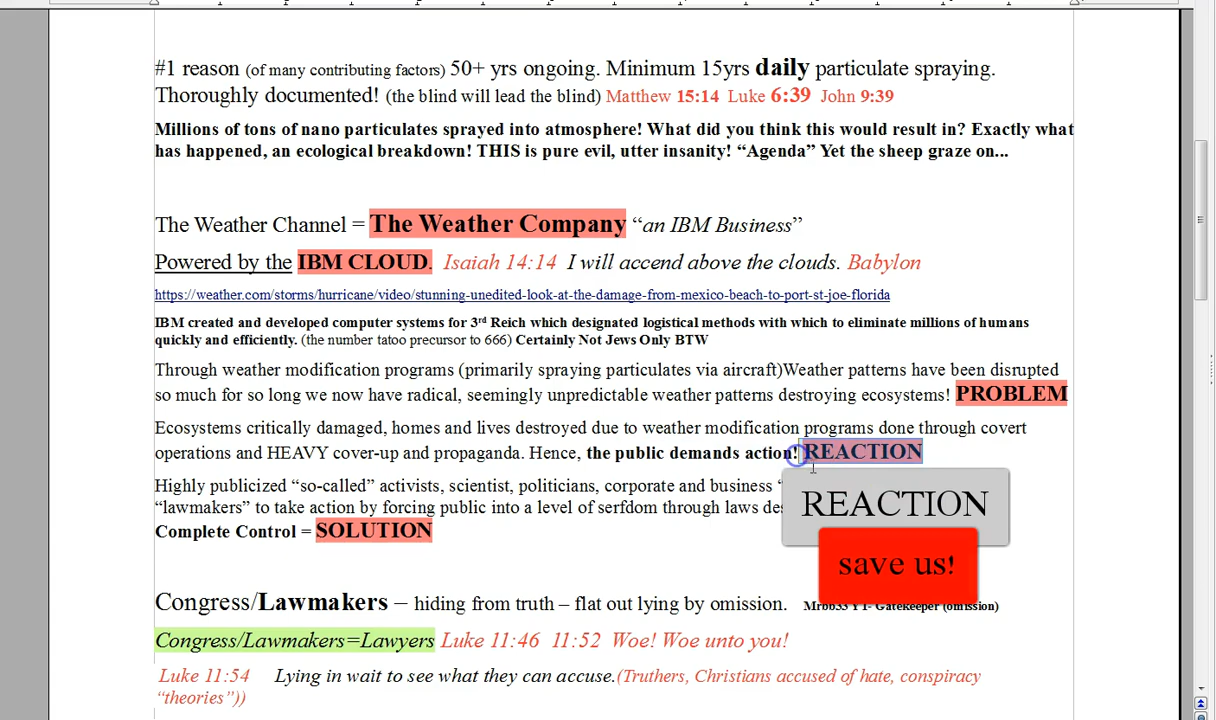 #1 reason (of many contributing factors) 50+ yrs ongoing. Minimum 15yrs daily particulate spraying.
Thoroughly documented! (the blind will lead the blind) Matthew 15:14 Luke 6:39 John 9:39
Millions of tons of nano particulates sprayed into atmosphere! What did you think this would result in? Exactly what
has happened, an ecological breakdown! THIS is pure evil, utter insanity! “Agenda” Yet the sheep graze on...
The Weather Channel = The Weather Company “an IBM Business”
Powered by the IBM CLOUD. Isaiah 14:14 I will accend above the clouds. Babylon
https://weather.com/storms/hurricane/video/stunning-unedited-look-at-the-damage-from-mexico-beach-to-port-st-joe-florida
IBM created and developed computer systems for 3rd Reich which designated logistical methods with which to eliminate millions of humans
quickly and efficiently. (the number tatoo precursor to 666) Certainly Not Jews Only BTW
Through weather modification programs (primarily spraying particulates via aircraft)Weather patterns have been disrupted
so much for so long we now have radical, seemingly unpredictable weather patterns destroying ecosystems! PROBLEM
Ecosystems critically damaged, homes and lives destroyed due to weather modification programs done through covert
operations and HEAVY cover-up and propaganda. Hence, the public demands action! REACTION
Highly publicized “so-called” activists, scientist, politicians, corporate and business “
“lawmakers” to take action by forcing public into a level of serfdom through laws
Complete Control = SOLUTION
REACTION
save us!
Congress/Lawmakers – hiding from truth – flat out lying by omission. Gatekeeper (omission)
Congress/Lawmakers=Lawyers Luke 11:46 11:52 Woe! Woe unto you!
Luke 11:54 Lying in wait to see what they can accuse.(Truthers, Christians accused of hate, conspiracy
“theories”))